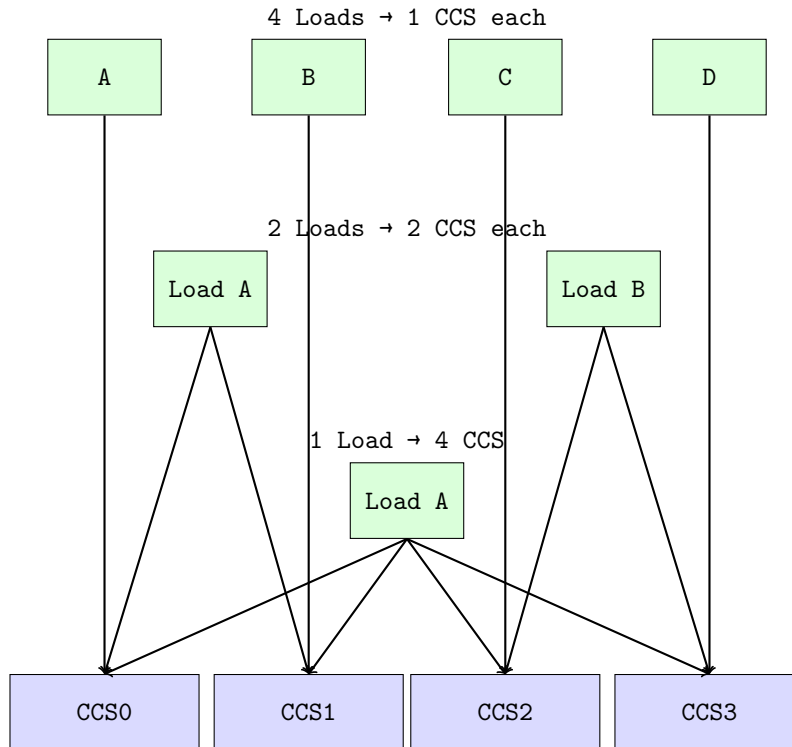 4 Loads → 1 CCS each
A B C D
2 Loads → 2 CCS each
Load A Load B
1 Load → 4 CCS
Load A
CCS0 CCS1 CCS2 CCS3